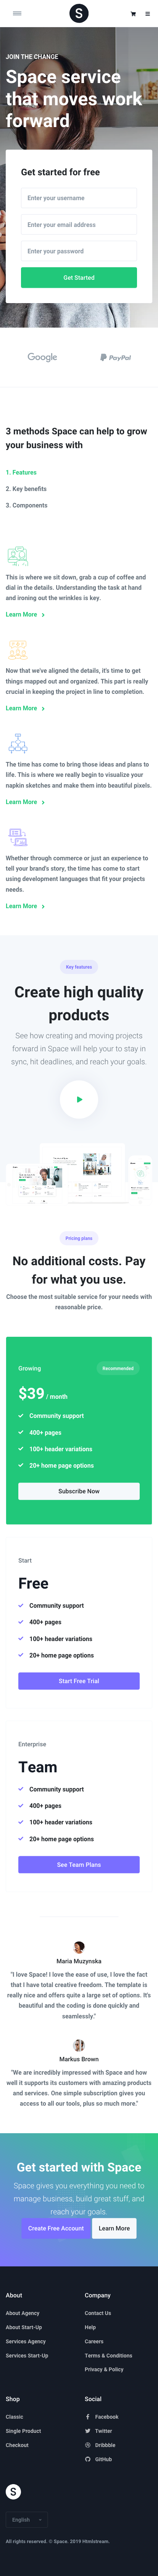 S
JOIN THE CHANGE
Space service
that moves work
forward
Get started for free
Enter your username
Enter your email address
Enter your password
Get Started
Google
PayPal
3 methods Space can help to grow
your business with
1. Features
2. Key benefits
3. Components
This is where we sit down, grab a cup of coffee and
dial in the details. Understanding the task at hand
and ironing out the wrinkles is key.
Learn More
Now that we've aligned the details, it's time to get
things mapped out and organized. This part is really
crucial in keeping the project in line to completion.
Learn More
The time has come to bring those ideas and plans to
life. This is where we really begin to visualize your
napkin sketches and make them into beautiful pixels.
Learn More
Whether through commerce or just an experience to
tell your brand's story, the time has come to start
using development languages that fit your projects
needs.
Learn More
Key features
Create high quality
products
See how creating and moving projects
forward in Space will help your to stay in
sync, hit deadlines, and reach your goals.
Pricing plans
No additional costs. Pay
for what you use.
Choose the most suitable service for your needs with
reasonable price.
Growing
Recommended
$39 / month
Community support
400+ pages
100+ header variations
20+ home page options
Subscribe Now
Start
Free
Community support
400+ pages
100+ header variations
20+ home page options
Start Free Trial
Enterprise
Team
Community support
400+ pages
100+ header variations
20+ home page options
See Team Plans
Maria Muzynska
"I love Space! I love the ease of use, I love the fact
that I have total creative freedom. The template is
really nice and offers quite a large set of options. It's
beautiful and the coding is done quickly and
seamlessly."
Markus Brown
"We are incredibly impressed with Space and how
well it supports its customers with amazing products
and services. One simple subscription gives you
access to all our tools, plus so much more."
Get started with Space
Space gives you everything you need to
manage business, build great stuff, and
reach your goals.
Create Free Account
Learn More
About
Company
About Agency
Contact Us
About Start-Up
Help
Services Agency
Careers
Services Start-Up
Terms & Conditions
Privacy & Policy
Shop
Social
Classic
Facebook
Single Product
Twitter
Checkout
Dribbble
GitHub
S
English
All rights reserved. © Space. 2019 Htmlstream.